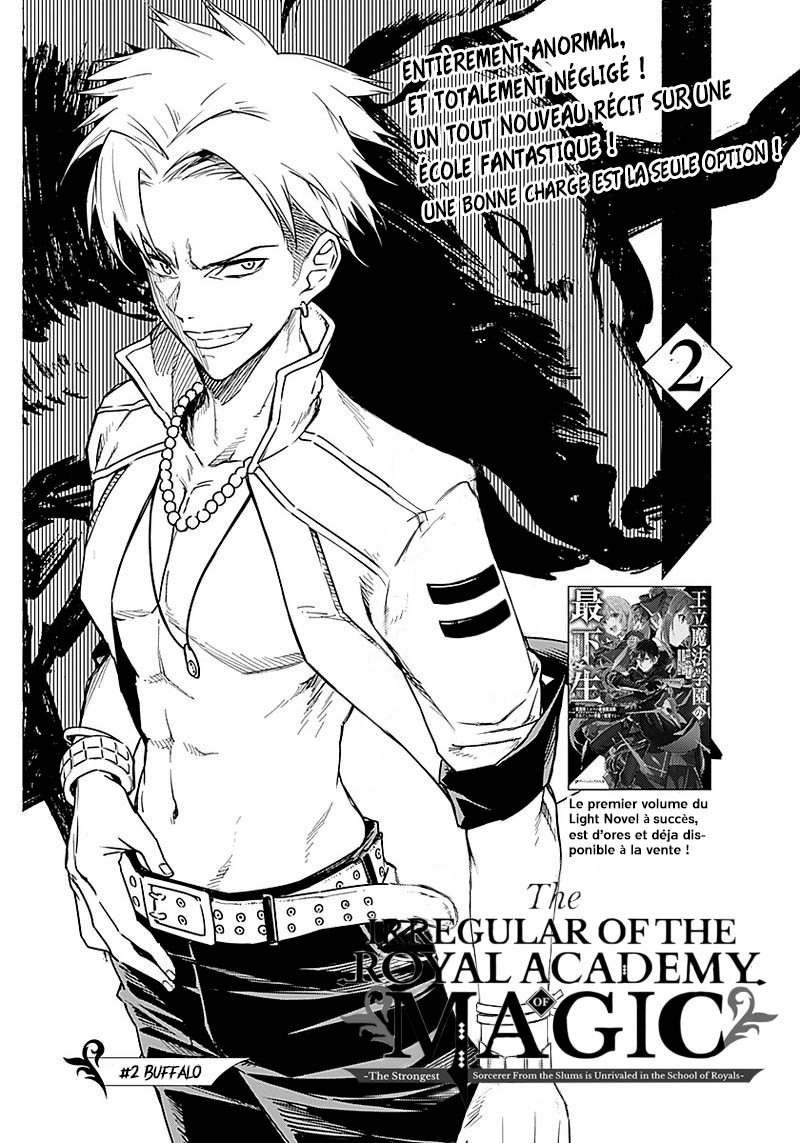 ENTIÈREMENT ANORMAL,
ET TOTALEMENT NÉGLIGÉ !
UN TOUT NOUVEAU RÉCIT SUR UNE
ÉCOLE FANTASTIQUE !
UNE BONNE CHARGE EST LA SEULE OPTION !
2
王立魔法学園の
最下生
Le premier volume du
Light Novel à succès,
est d'ores et déja dis-
ponible à la vente !
The
IRREGULAR OF THE
ROYAL ACADEMY
OF
MAGIC
-The Strongest Sorcerer From the Slums is Unrivaled in the School of Royals-
#2 BUFFALO